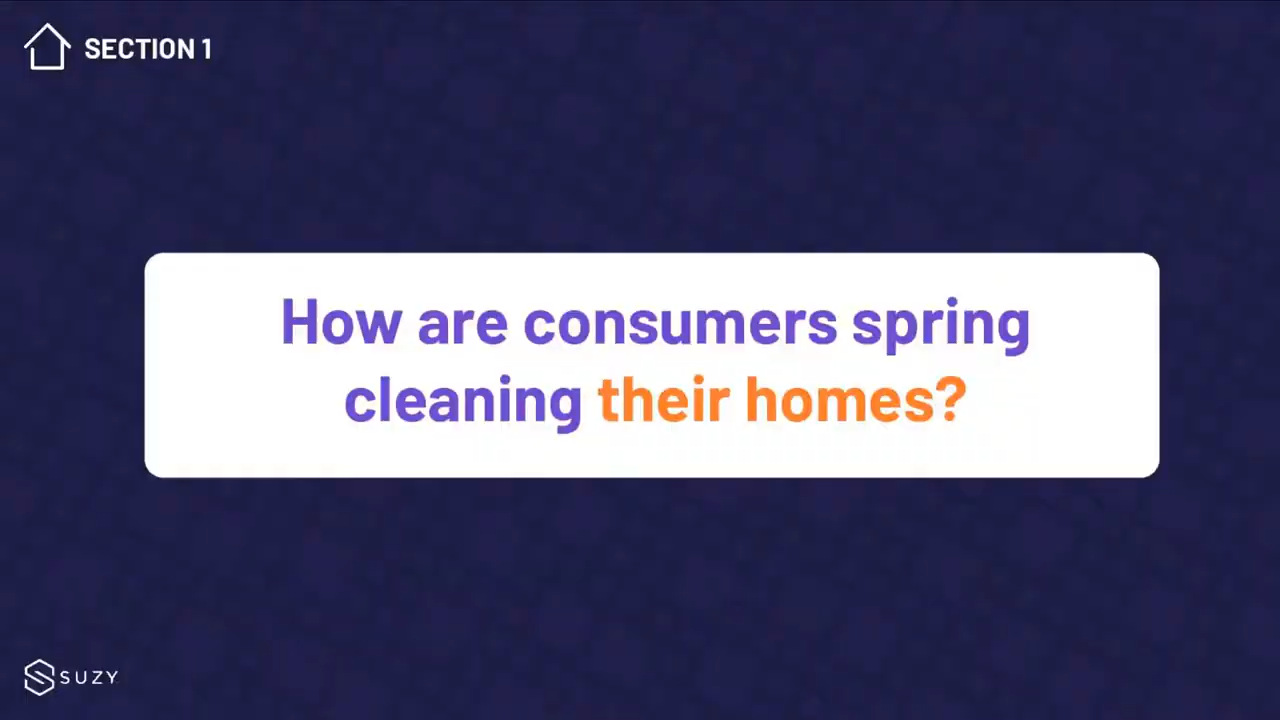 SECTION 1
How are consumers spring
cleaning their homes?
SUZY